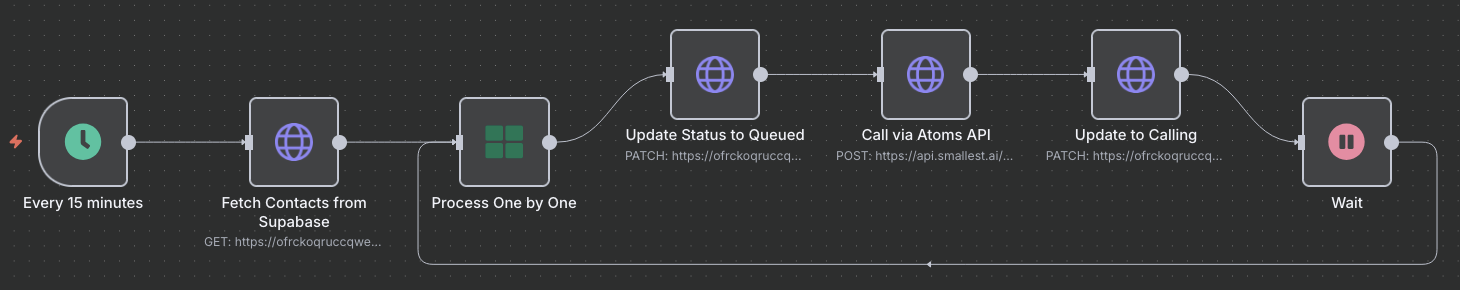 Update Status to Queued
PATCH: https://ofrckoqruccq...
Call via Atoms API
POST: https://api.smallest.ai/...
Update to Calling
PATCH: https://ofrckoqruccq...
Every 15 minutes
Fetch Contacts from
Supabase
GET: https://ofrckoqruccqwe...
Process One by One
Wait